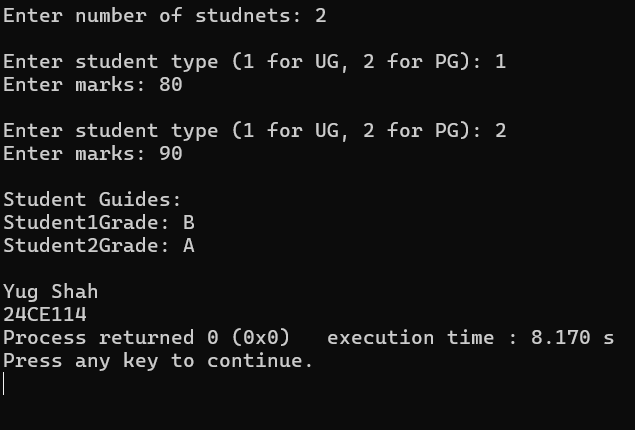 Enter number of studnets: 2
Enter student type (1 for UG, 2 for PG): 1
Enter marks: 80
Enter student type (1 for UG, 2 for PG): 2
Enter marks: 90
Student Guides:
Student1Grade: B
Student2Grade: A
Yug Shah
24CE114
Process returned 0 (0x0)   execution time : 8.170 s
Press any key to continue.